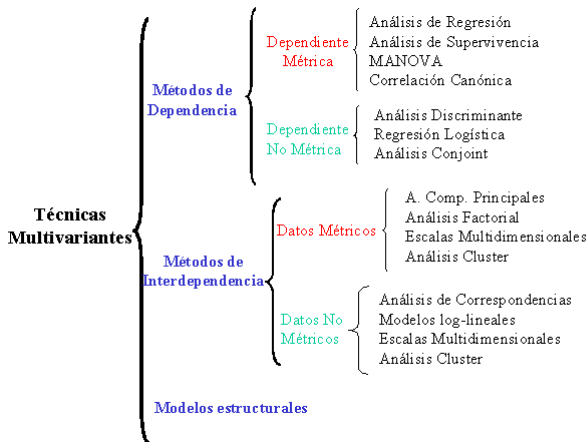 Técnicas
Multivariantes
Métodos de
Dependencia
Dependiente
Métrica
Análisis de Regresión
Análisis de Supervivencia
MANOVA
Correlación Canónica
Dependiente
No Métrica
Análisis Discriminante
Regresión Logística
Análisis Conjoint
Métodos de
Interdependencia
Datos Métricos
A. Comp. Principales
Análisis Factorial
Escalas Multidimensionales
Análisis Cluster
Datos No
Métricos
Análisis de Correspondencias
Modelos log-lineales
Escalas Multidimensionales
Análisis Cluster
Modelos estructurales